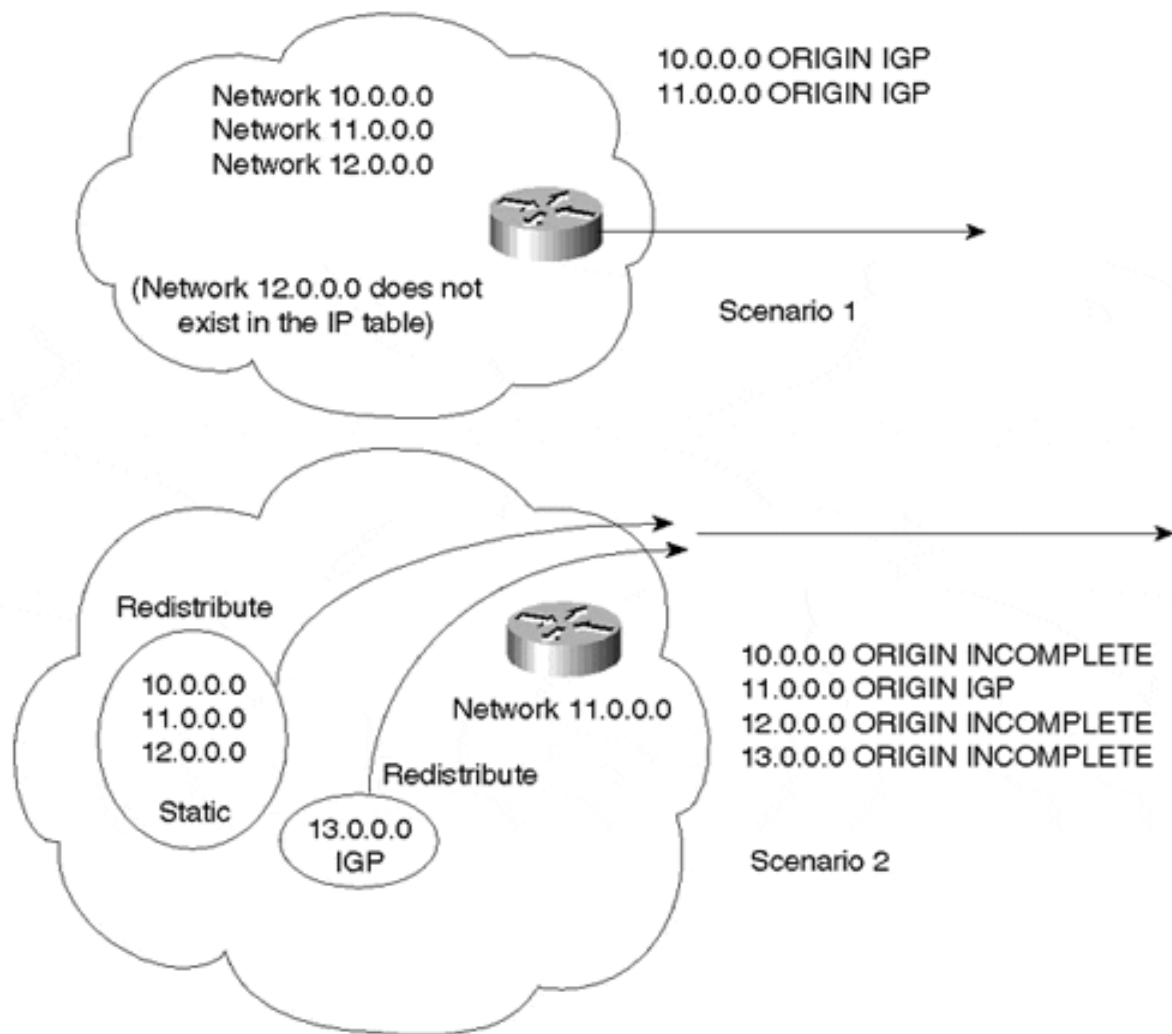 10.0.0.0 ORIGIN IGP
11.0.0.0 ORIGIN IGP
Network 10.0.0.0
Network 11.0.0.0
Network 12.0.0.0
(Network 12.0.0.0 does not
exist in the IP table)
Scenario 1
Redistribute
10.0.0.0
11.0.0.0
12.0.0.0
Static
Redistribute
13.0.0.0
IGP
Network 11.0.0.0
10.0.0.0 ORIGIN INCOMPLETE
11.0.0.0 ORIGIN IGP
12.0.0.0 ORIGIN INCOMPLETE
13.0.0.0 ORIGIN INCOMPLETE
Scenario 2